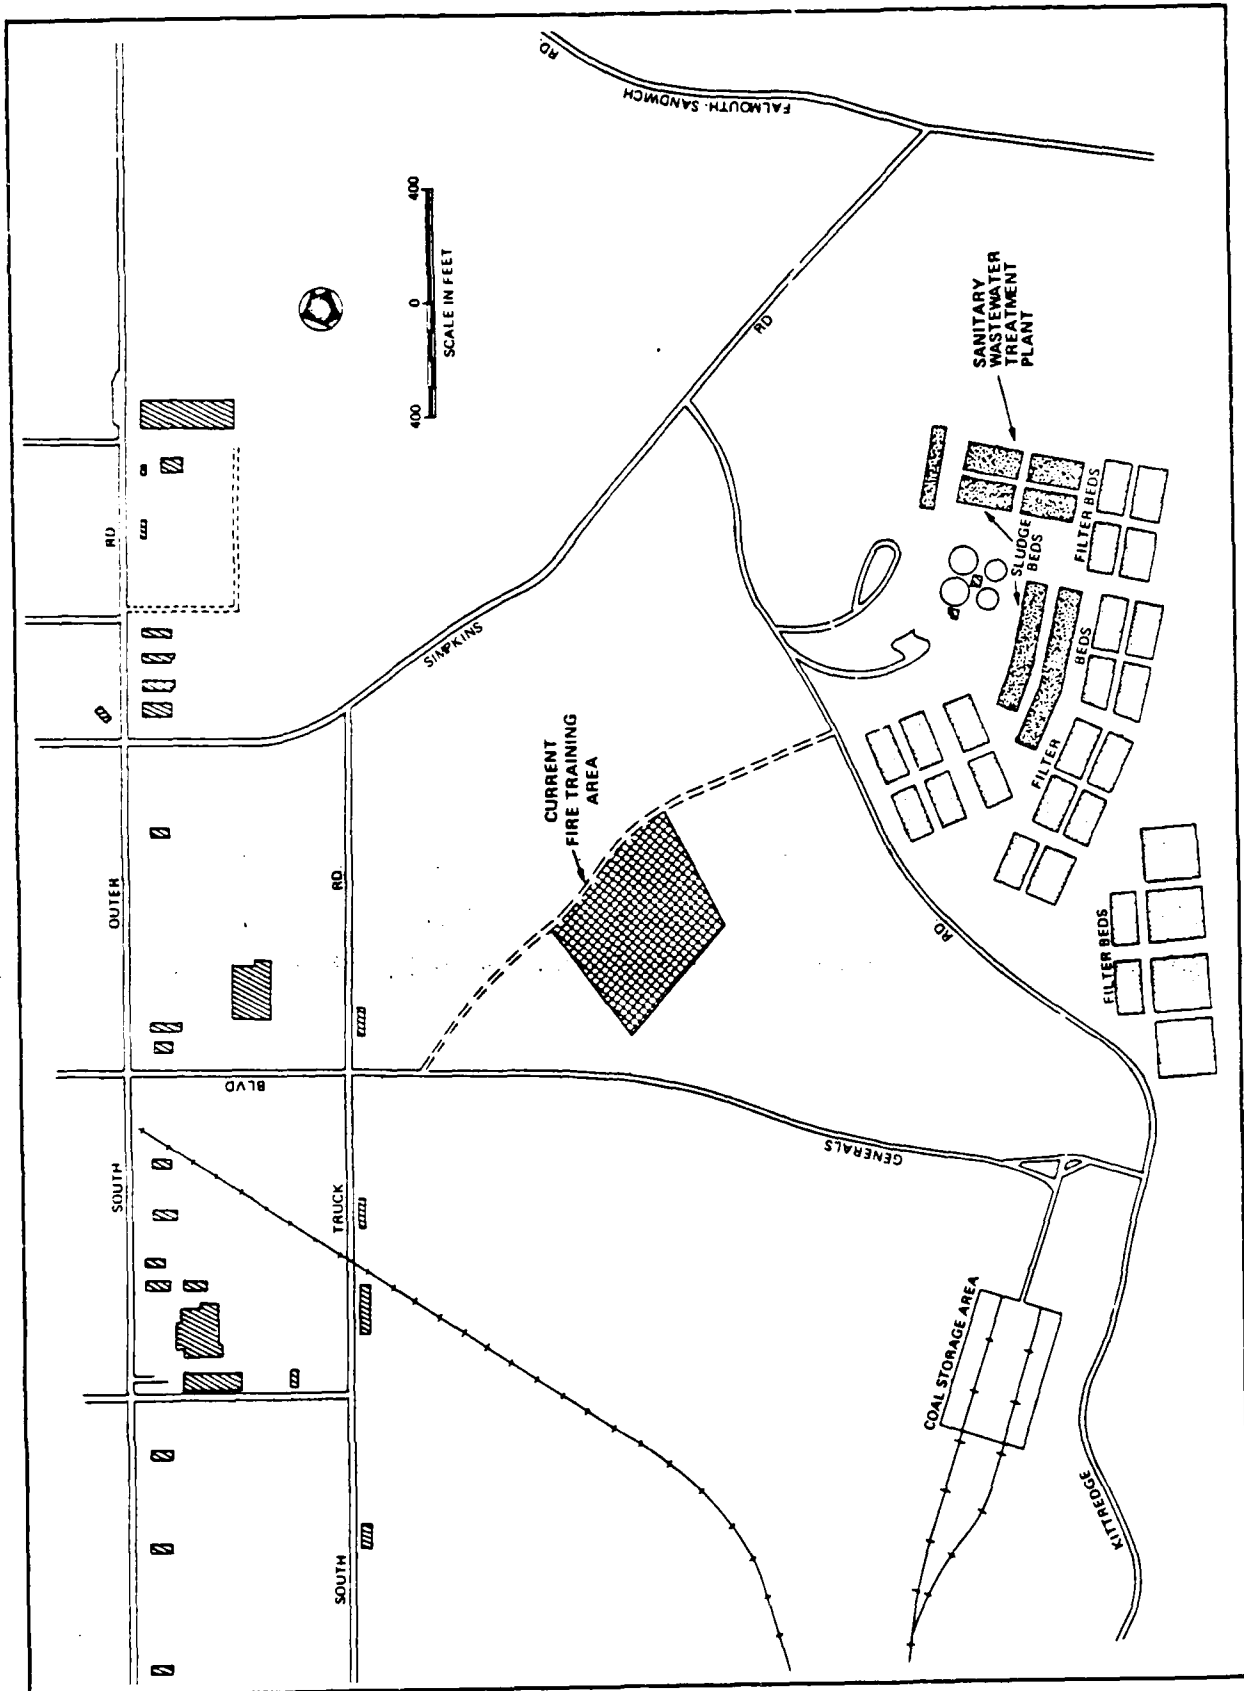 FALMOUTH-SANDWICH
RD.
400
0
400
SCALE IN FEET
SOUTH
OUTER
RD
SOUTH
TRUCK
RD
SIMPKINS
RD
GENERALS
BLVD
KITTREDGE
RD.
CURRENT
FIRE TRAINING
AREA
SANITARY
WASTEWATER
TREATMENT
PLANT
SLUDGE
BEDS
FILTER BEDS
FILTER
BEDS
FILTER BEDS
COAL STORAGE AREA